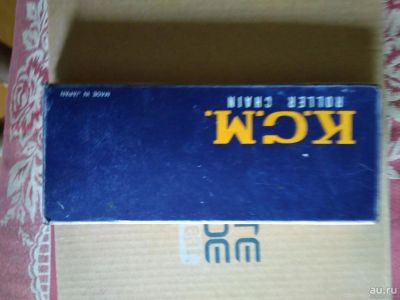 K.C.M.
ROLLER CHAIN
MADE IN JAPAN
au.ru